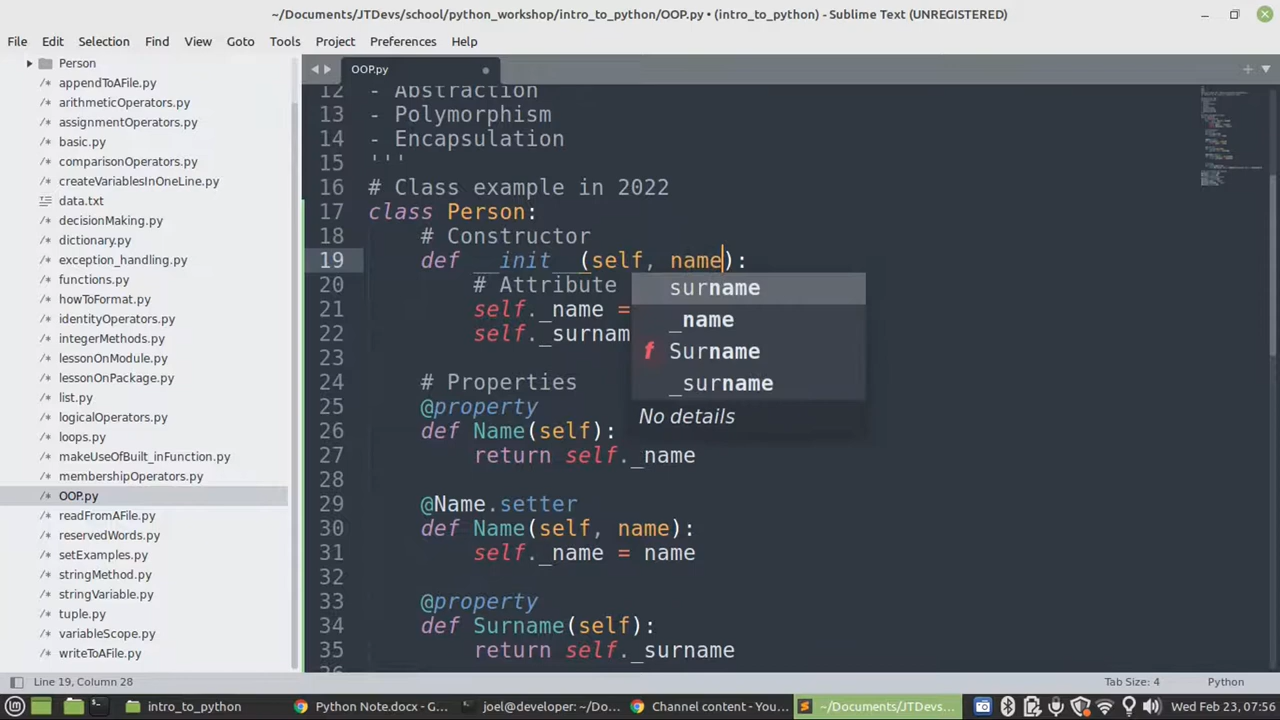 ~/Documents/JTDevs/school/python_workshop/intro_to_python/OOP.py • (intro_to_python) - Sublime Text (UNREGISTERED)
File Edit Selection Find View Goto Tools Project Preferences Help
Person
appendToAFile.py
arithmeticOperators.py
assignmentOperators.py
basic.py
comparisonOperators.py
createVariablesInOneLine.py
data.txt
decisionMaking.py
dictionary.py
exception_handling.py
functions.py
howToFormat.py
identityOperators.py
integerMethods.py
lessonOnModule.py
lessonOnPackage.py
list.py
logicalOperators.py
loops.py
makeUseOfBuilt_inFunction.py
membershipOperators.py
OOP.py
readFromAFile.py
reservedWords.py
setExamples.py
stringMethod.py
stringVariable.py
tuple.py
variableScope.py
writeToAFile.py
OOP.py
12 - Abstraction
13 - Polymorphism
14 - Encapsulation
15 '''
16 # Class example in 2022
17 class Person:
18 # Constructor
19 def __init__(self, name):
20 # Attribute
21 self._name =
22 self._surnam
23
24 # Properties
25 @property
26 def Name(self):
27 return self._name
28
29 @Name.setter
30 def Name(self, name):
31 self._name = name
32
33 @property
34 def Surname(self):
35 return self._surname
surname
_name
f Surname
_surname
No details
Line 19, Column 28 Tab Size: 4 Python
intro_to_python Python Note.docx - G... joel@developer: ~/Do... Channel content - You... ~/Documents/JTDevs... Wed Feb 23, 07:56